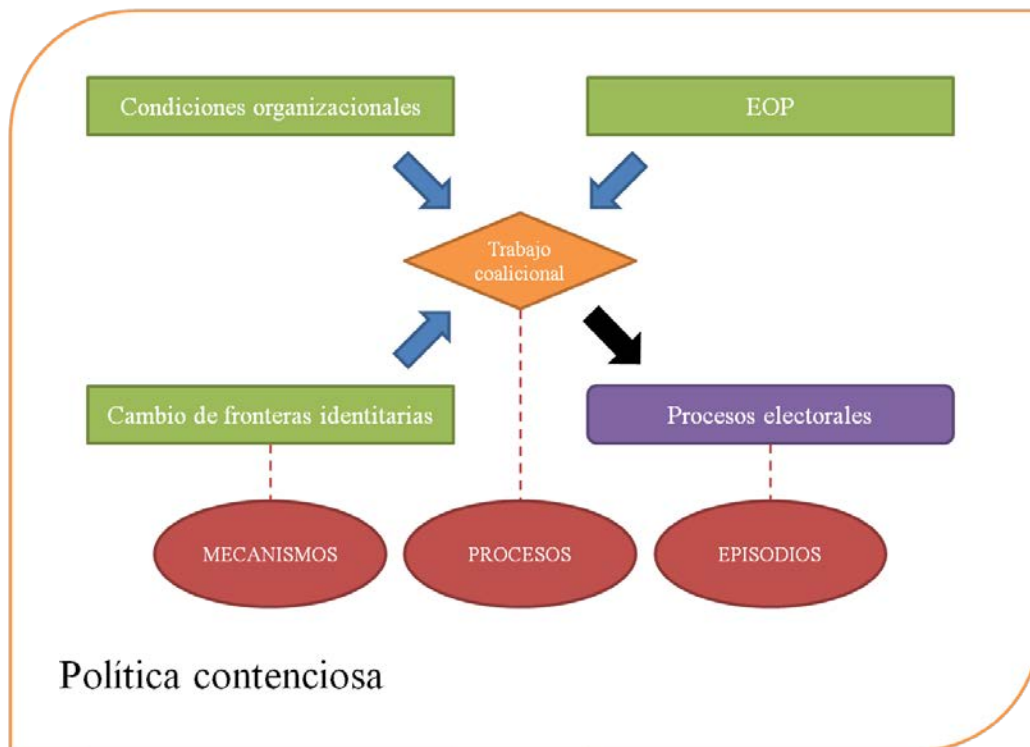 Condiciones organizacionales
EOP
Trabajo
coalicional
Cambio de fronteras identitarias
Procesos electorales
MECANISMOS
PROCESOS
EPISODIOS
Política contenciosa